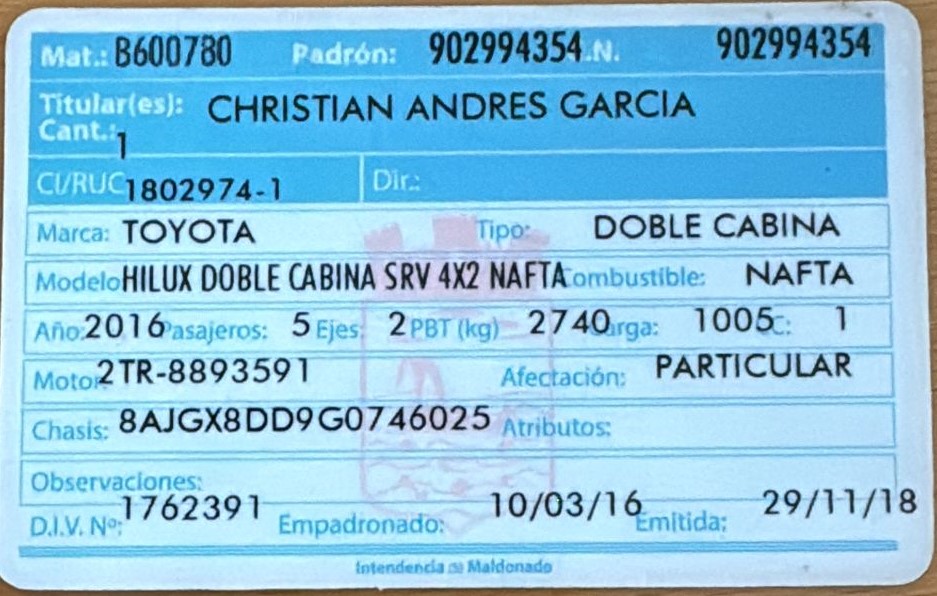 Mat.: B600780 Padrón: 902994354 .N. 902994354
Titular(es): CHRISTIAN ANDRES GARCIA
Cant.: 1
CI/RUC 1802974-1 Dir.:
Marca: TOYOTA Tipo: DOBLE CABINA
Modelo HILUX DOBLE CABINA SRV 4X2 NAFTA Combustible: NAFTA
Año: 2016 Pasajeros: 5 Ejes 2 PBT (kg) 2740 arga: 1005 C: 1
Motor 2TR-8893591 Afectación: PARTICULAR
Chasis: 8AJGX8DD9G0746025 Atributos:
Observaciones:
D.I.V. Nº: 1762391 Empadronado: 10/03/16 Emitida: 29/11/18
Intendencia de Maldonado